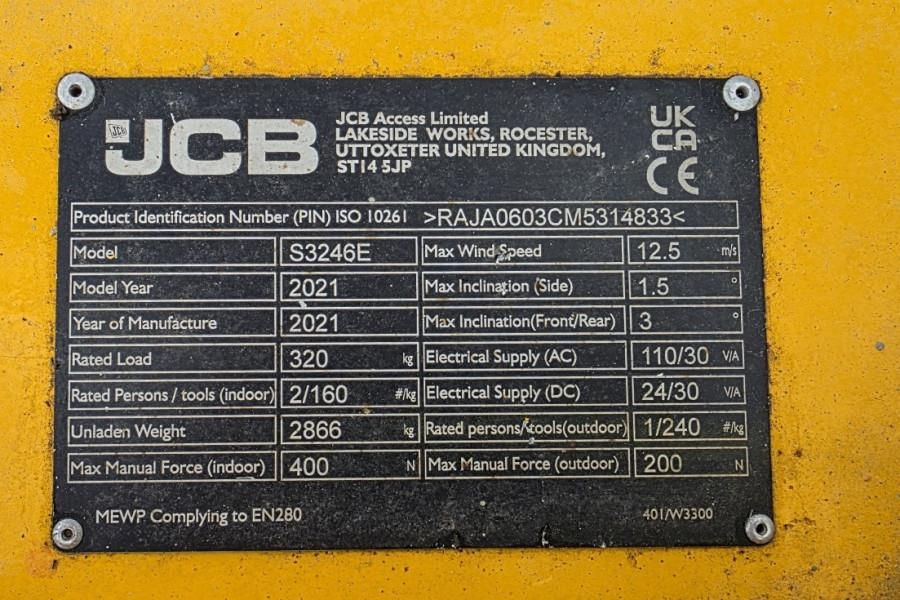 JCB
JCB
JCB Access Limited
LAKESIDE WORKS, ROCESTER,
UTTOXETER UNITED KINGDOM,
ST14 5JP
UK
CA
CE
Product Identification Number (PIN) ISO 10261 >RAJA0603CM5314833<
Model S3246E Max Wind Speed 12.5 m/s
Model Year 2021 Max Inclination (Side) 1.5 °
Year of Manufacture 2021 Max Inclination(Front/Rear) 3 °
Rated Load 320 kg Electrical Supply (AC) 110/30 V/A
Rated Persons / tools (indoor) 2/160 #/kg Electrical Supply (DC) 24/30 V/A
Unladen Weight 2866 kg Rated persons/tools(outdoor) 1/240 #/kg
Max Manual Force (indoor) 400 N Max Manual Force (outdoor) 200 N
MEWP Complying to EN280 401/W3300